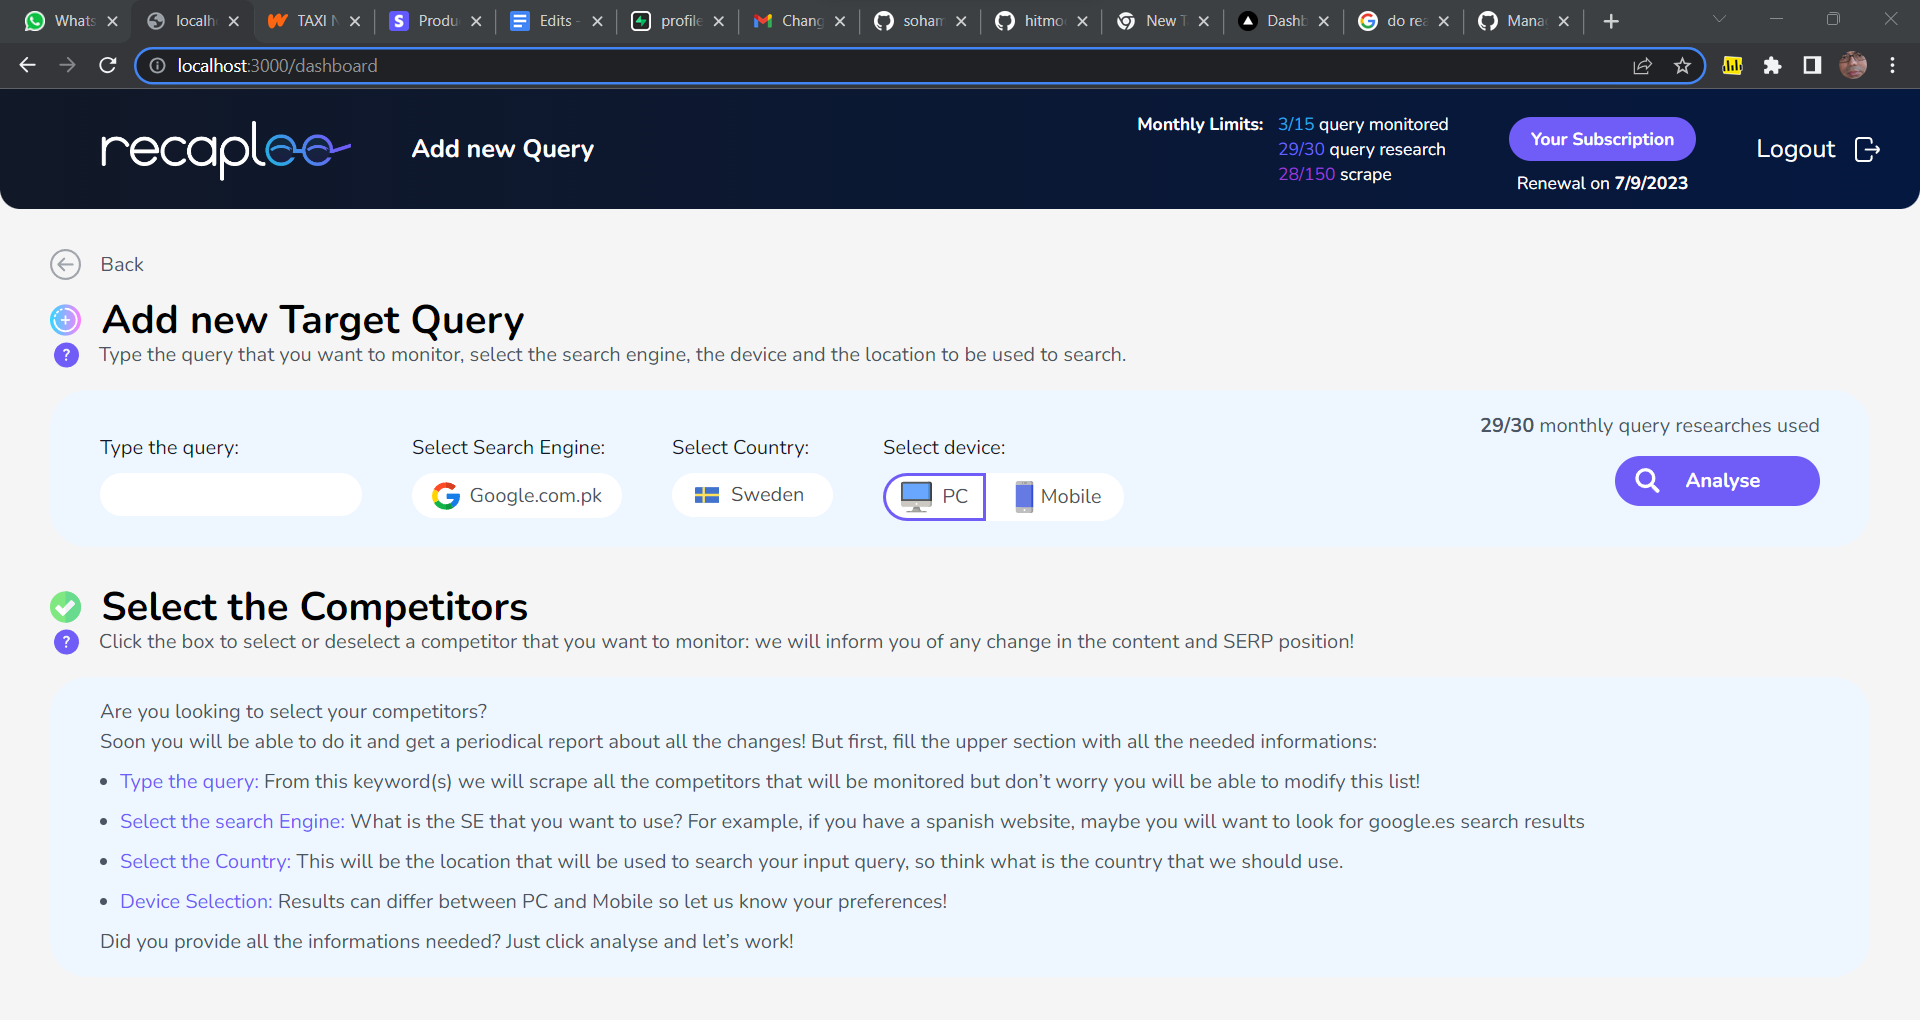 Whats
localh
TAXI N
Produ
Edits -
profile
Chang
soham
hitmo
New T
Dashb
do rea
Mana
localhost:3000/dashboard
recaplee
Add new Query
Monthly Limits: 3/15 query monitored
29/30 query research
28/150 scrape
Your Subscription
Renewal on 7/9/2023
Logout
Back
Add new Target Query
? Type the query that you want to monitor, select the search engine, the device and the location to be used to search.
29/30 monthly query researches used
Type the query:
Select Search Engine:
Select Country:
Select device:
Google.com.pk
Sweden
PC
Mobile
Analyse
Select the Competitors
? Click the box to select or deselect a competitor that you want to monitor: we will inform you of any change in the content and SERP position!
Are you looking to select your competitors?
Soon you will be able to do it and get a periodical report about all the changes! But first, fill the upper section with all the needed informations:
• Type the query: From this keyword(s) we will scrape all the competitors that will be monitored but don’t worry you will be able to modify this list!
• Select the search Engine: What is the SE that you want to use? For example, if you have a spanish website, maybe you will want to look for google.es search results
• Select the Country: This will be the location that will be used to search your input query, so think what is the country that we should use.
• Device Selection: Results can differ between PC and Mobile so let us know your preferences!
Did you provide all the informations needed? Just click analyse and let’s work!